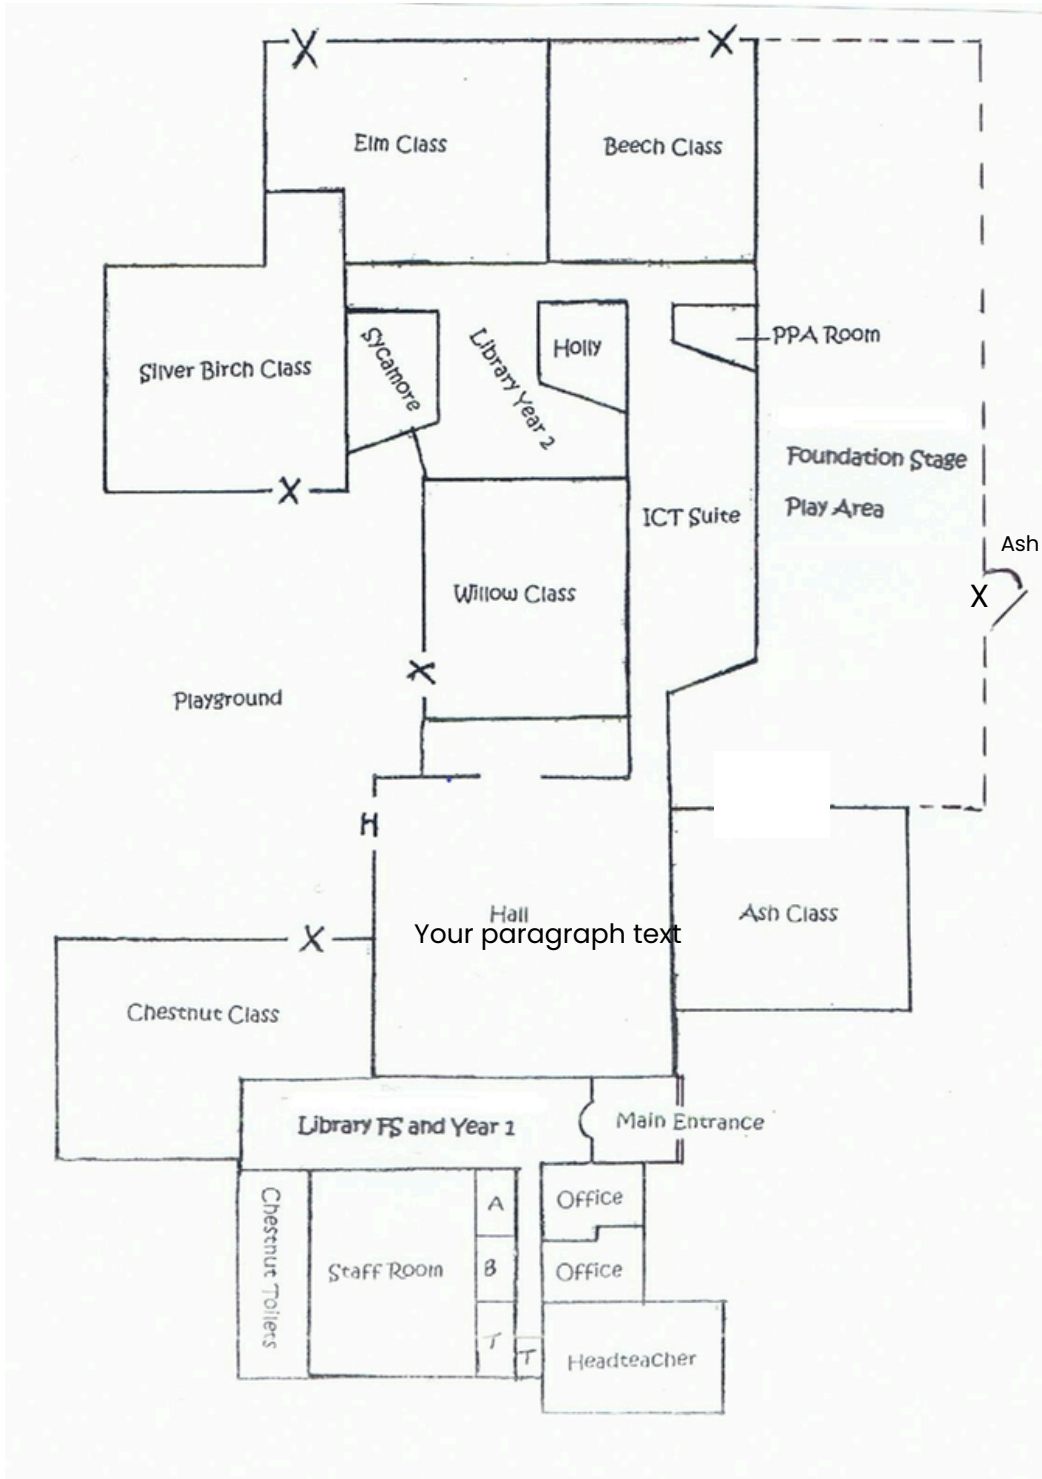 X
X
Elm Class
Beech Class
Silver Birch Class
Sycamore
Library Year 2
Holly
PPA Room
Foundation Stage
Play Area
ICT Suite
Ash
X
X
Willow Class
X
Playground
H
Hall
Your paragraph text
Ash Class
X
Chestnut Class
Library FS and Year 1
Main Entrance
Chestnut Toilets
Staff Room
A
B
T
T
Office
Office
Headteacher